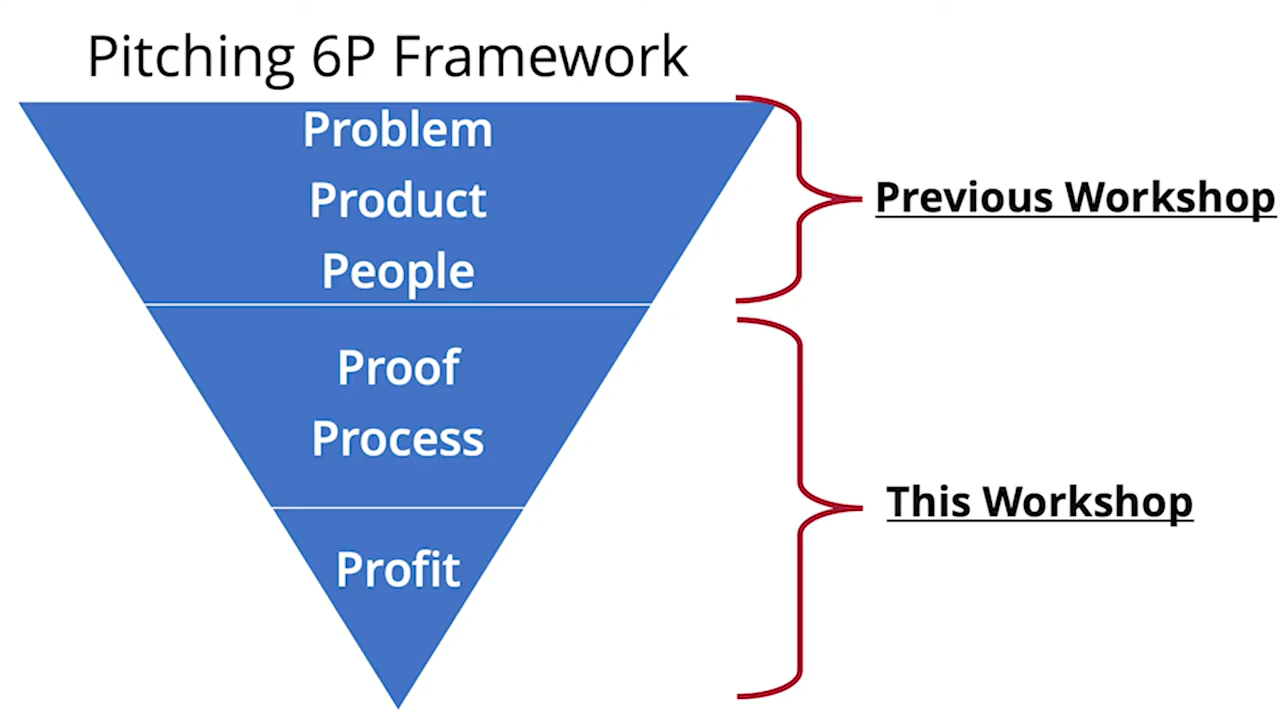 Pitching 6P Framework
Problem
Product
People
Previous Workshop
Proof
Process
Profit
This Workshop